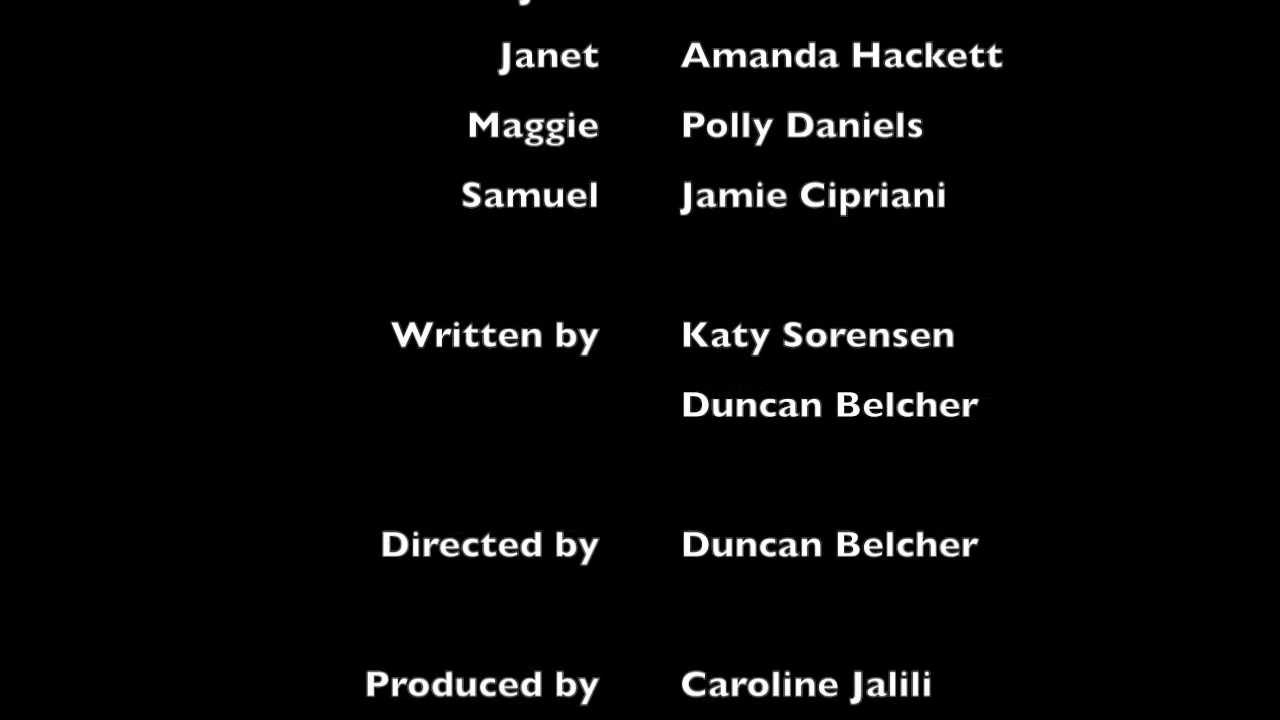 Janet Amanda Hackett
Maggie Polly Daniels
Samuel Jamie Cipriani
Written by Katy Sorensen
Duncan Belcher
Directed by Duncan Belcher
Produced by Caroline Jalili